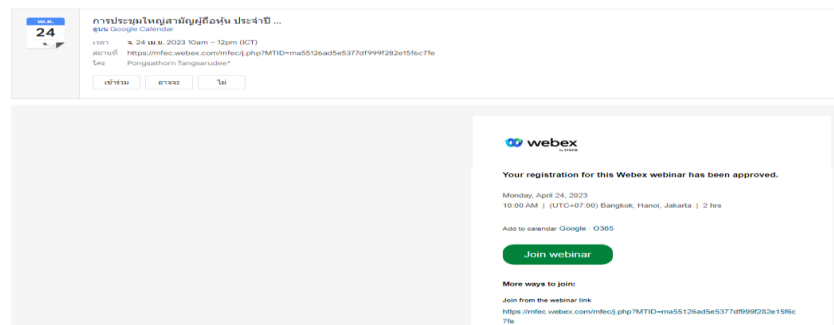 เม.ย.
24
จ.
การประชุมใหญ่สามัญผู้ถือหุ้น ประจำปี ...
ดูบน Google Calendar
เวลา จ. 24 เม.ย. 2023 10am – 12pm (ICT)
สถานที่ https://mfec.webex.com/mfec/j.php?MTID=ma55126ad5e5377df999f282e15f6c7fe
ใคร Pongsathorn Tangsarudee*
เข้าร่วม อาจจะ ไม่
webex
by CISCO
Your registration for this Webex webinar has been approved.
Monday, April 24, 2023
10:00 AM | (UTC+07:00) Bangkok, Hanoi, Jakarta | 2 hrs
Add to calendar Google · O365
Join webinar
More ways to join:
Join from the webinar link
https://mfec.webex.com/mfec/j.php?MTID=ma55126ad5e5377df999f282e15f6c
7fe